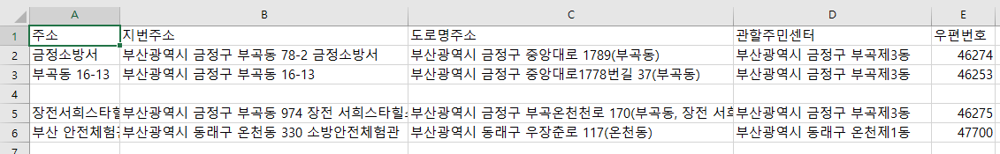 A B C D E
1 주소 지번주소 도로명주소 관할주민센터 우편번호
2 금정소방서 부산광역시 금정구 부곡동 78-2 금정소방서 부산광역시 금정구 중앙대로 1789(부곡동) 부산광역시 금정구 부곡제3동 46274
3 부곡동 16-13 부산광역시 금정구 부곡동 16-13 부산광역시 금정구 중앙대로1778번길 37(부곡동) 부산광역시 금정구 부곡제3동 46253
4
5 장전서희스타힐 부산광역시 금정구 부곡동 974 장전 서희스타힐 부산광역시 금정구 부곡온천천로 170(부곡동, 장전 서희 부산광역시 금정구 부곡제3동 46275
6 부산 안전체험관 부산광역시 동래구 온천동 330 소방안전체험관 부산광역시 동래구 우장춘로 117(온천동) 부산광역시 동래구 온천제1동 47700